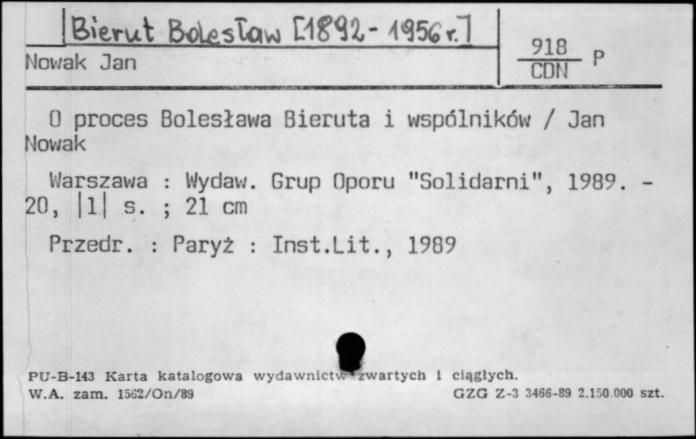 Bierut Bolesław [1892-1956r.]
Nowak Jan
918 P
CDN
O proces Bolesława Bieruta i wspólników / Jan
Nowak
Warszawa : Wydaw. Grup Oporu "Solidarni", 1989. -
20, |1| s. ; 21 cm
Przedr. : Paryż : Inst.Lit., 1989
PU-B-143 Karta katalogowa wydawnictw zwartych i ciągłych.
W.A. zam. 1562/On/89
GZG Z-3 3466-89 2.150.000 szt.